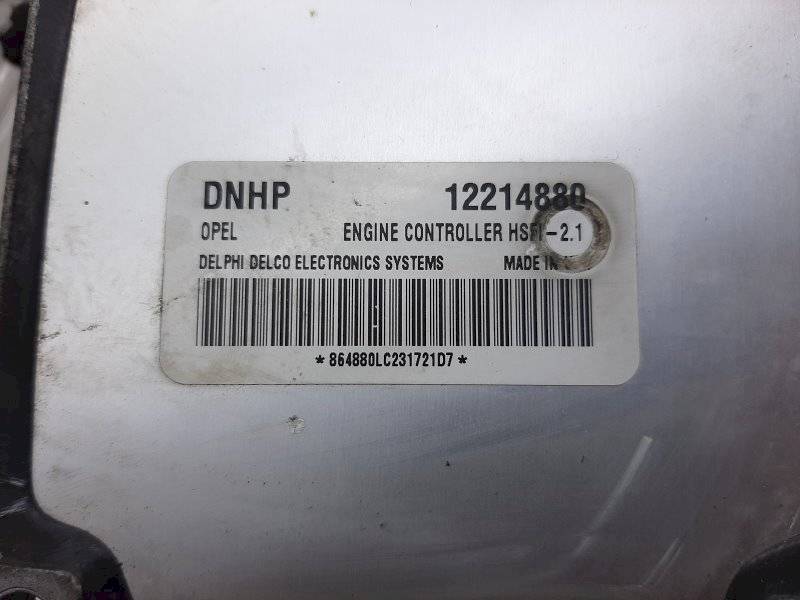 DNHP 12214880
OPEL ENGINE CONTROLLER HSFI-2.1
DELPHI DELCO ELECTRONICS SYSTEMS MADE IN
*864880LC231721D7*